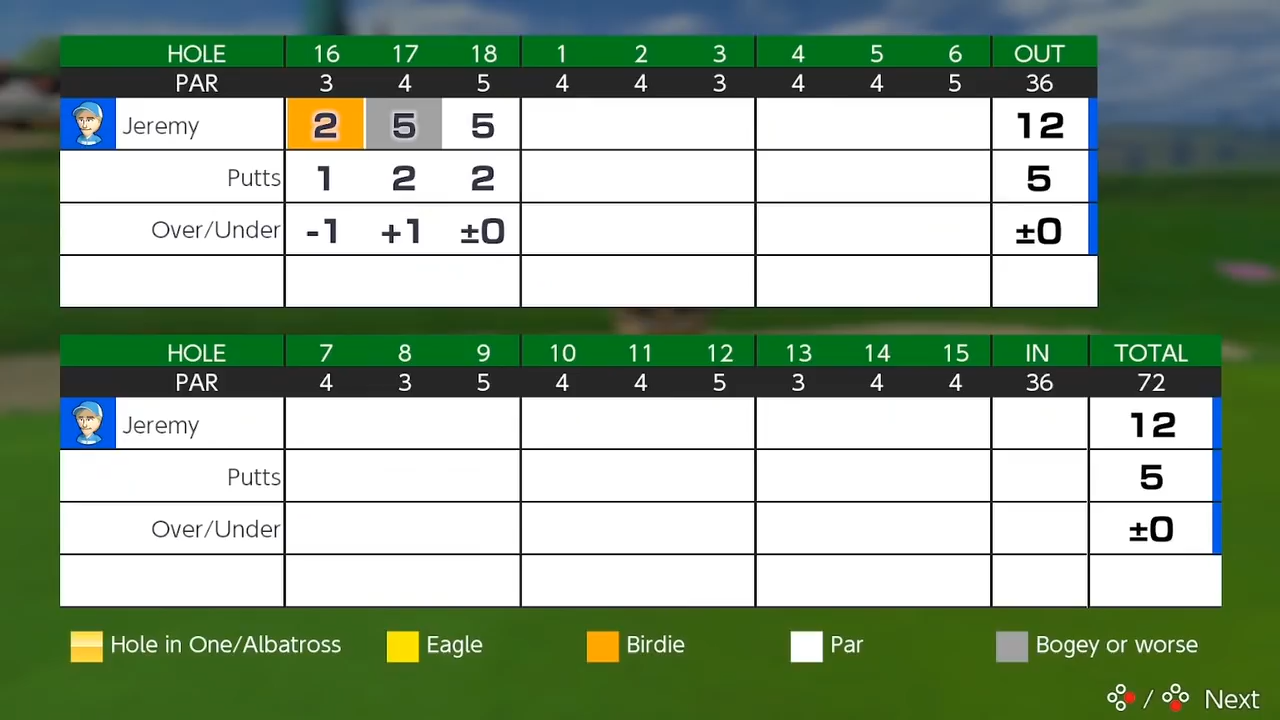 HOLE 16 17 18 1 2 3 4 5 6 OUT
PAR 3 4 5 4 4 3 4 4 5 36
Jeremy 2 5 5 12
Putts 1 2 2 5
Over/Under -1 +1 ±0 ±0
HOLE 7 8 9 10 11 12 13 14 15 IN TOTAL
PAR 4 3 5 4 4 5 3 4 4 36 72
Jeremy 12
Putts 5
Over/Under ±0
Hole in One/Albatross Eagle Birdie Par Bogey or worse
/ Next